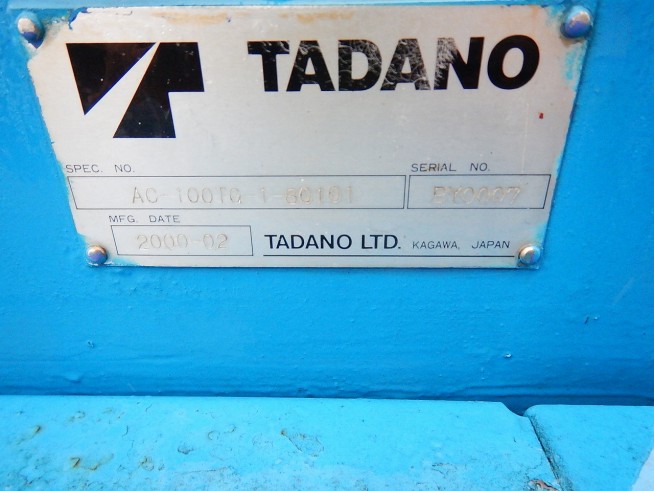 TADANO
SPEC. NO.
SERIAL NO.
MFG. DATE
2000-02
TADANO LTD. KAGAWA, JAPAN